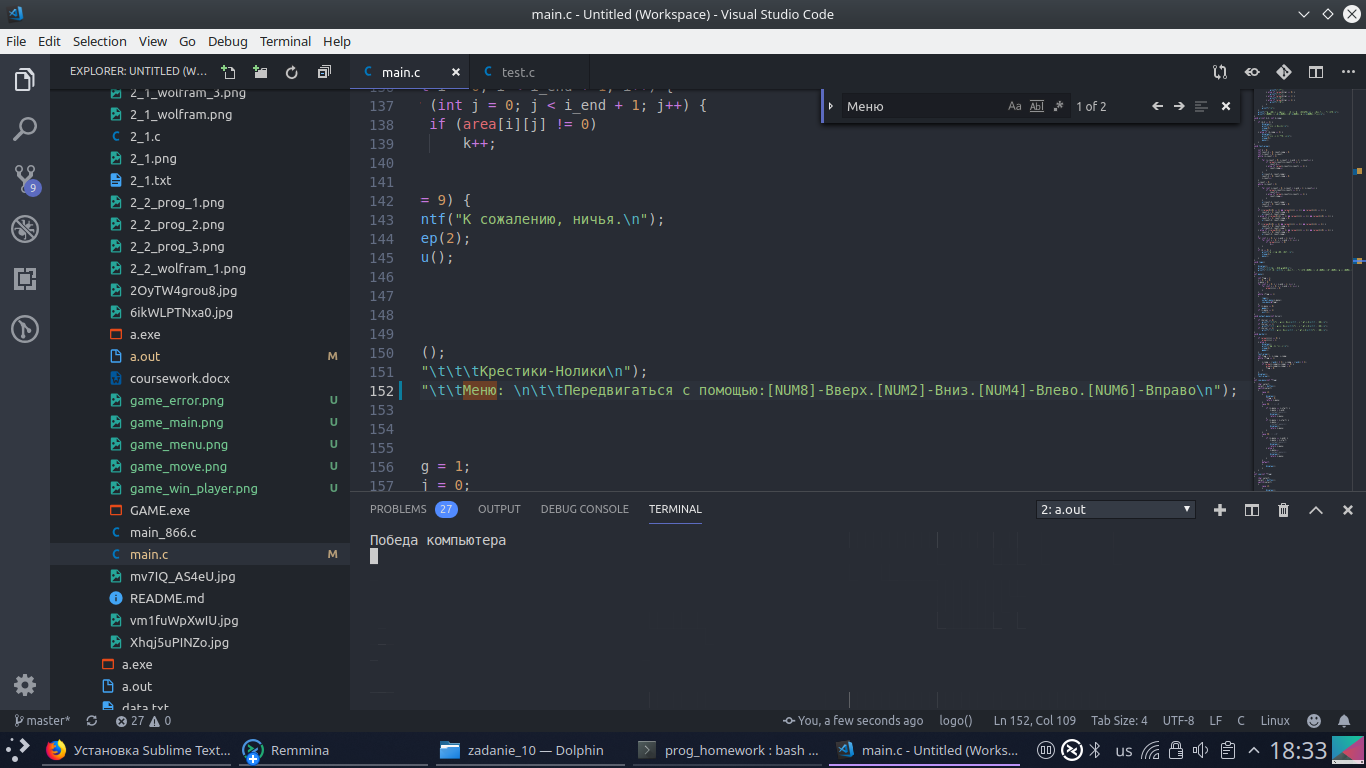 main.c - Untitled (Workspace) - Visual Studio Code
File Edit Selection View Go Debug Terminal Help
EXPLORER: UNTITLED (W...
2_1_wolfram_3.png
2_1_wolfram.png
2_1.c
2_1.png
2_1.txt
2_2_prog_1.png
2_2_prog_2.png
2_2_prog_3.png
2_2_wolfram_1.png
2OyTW4grou8.jpg
6ikWLPTNxa0.jpg
a.exe
a.out M
coursework.docx
game_error.png U
game_main.png U
game_menu.png U
game_move.png U
game_win_player.png U
GAME.exe
main_866.c
main.c M
mv7IQ_AS4eU.jpg
README.md
vm1fuWpXwIU.jpg
Xhqj5uPINZo.jpg
a.exe
a.out
data.txt
9
main.c test.c
Меню Aa Abl .* 1 of 2
137 (int j = 0; j < i_end + 1; j++) {
138 if (area[i][j] != 0)
139 k++;
140
141
142 = 9) {
143 ntf("К сожалению, ничья.\n");
144 ep(2);
145 u();
146
147
148
149
150 ();
151 "\t\t\t\tКрестики-Нолики\n");
152 "\t\tМеню: \n\t\tПередвигаться с помощью:[NUM8]-Вверх.[NUM2]-Вниз.[NUM4]-Влево.[NUM6]-Вправо\n");
153
154
155
156 g = 1;
157 j = 0;
PROBLEMS 27 OUTPUT DEBUG CONSOLE TERMINAL 2: a.out
Победа компьютера
master* 27 0 You, a few seconds ago logo() Ln 152, Col 109 Tab Size: 4 UTF-8 LF C Linux
Установка Sublime Text... Remmina zadanie_10 — Dolphin prog_homework : bash ... main.c - Untitled (Works... us 18:33